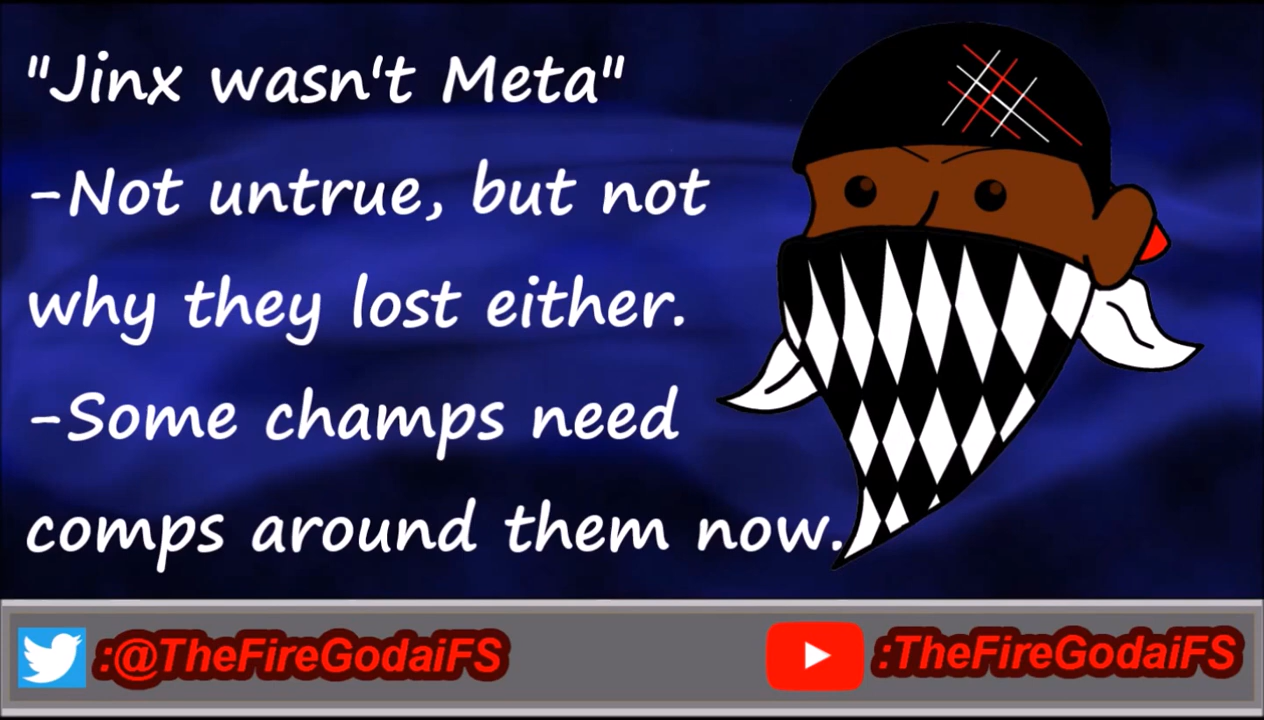 "Jinx wasn't Meta"
-Not untrue, but not
why they lost either.
-Some champs need
comps around them now.
:@TheFireGodaiFS
:TheFireGodaiFS